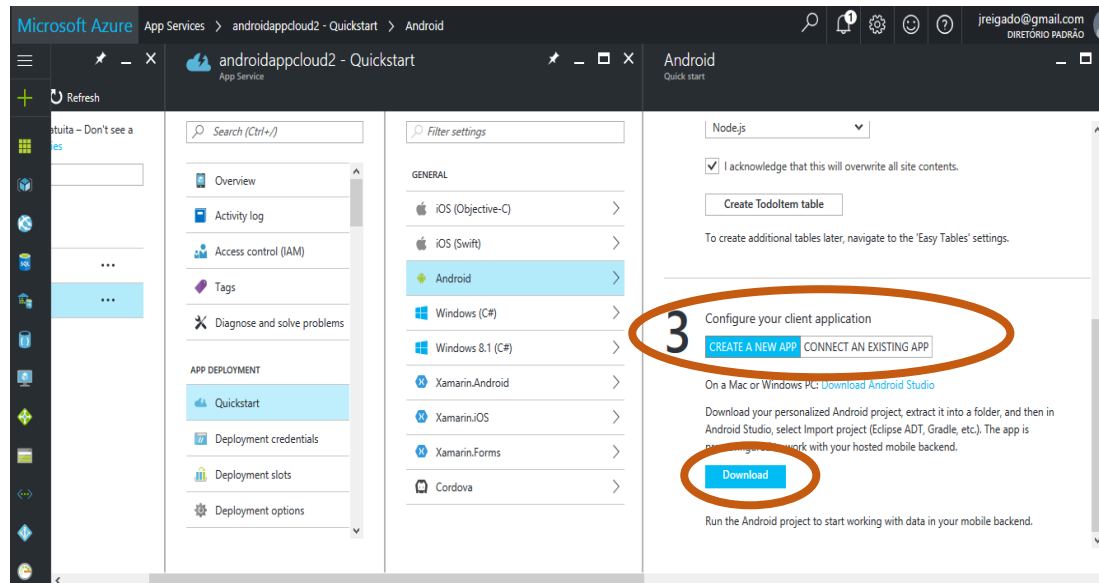 Microsoft Azure App Services > androidappcloud2 - Quickstart > Android
1
jreigado@gmail.com
DIRETÓRIO PADRÃO
Refresh
atuita – Don't see a
ies
androidappcloud2 - Quickstart
App Service
Search (Ctrl+/)
Overview
Activity log
Access control (IAM)
Tags
Diagnose and solve problems
APP DEPLOYMENT
Quickstart
Deployment credentials
Deployment slots
Deployment options
Filter settings
GENERAL
iOS (Objective-C)
iOS (Swift)
Android
Windows (C#)
Windows 8.1 (C#)
Xamarin.Android
Xamarin.iOS
Xamarin.Forms
Cordova
Android
Quick start
Node.js
I acknowledge that this will overwrite all site contents.
Create TodoItem table
To create additional tables later, navigate to the 'Easy Tables' settings.
3
Configure your client application
CREATE A NEW APP CONNECT AN EXISTING APP
On a Mac or Windows PC: Download Android Studio
Download your personalized Android project, extract it into a folder, and then in
Android Studio, select Import project (Eclipse ADT, Gradle, etc.). The app is
work with your hosted mobile backend.
Download
Run the Android project to start working with data in your mobile backend.